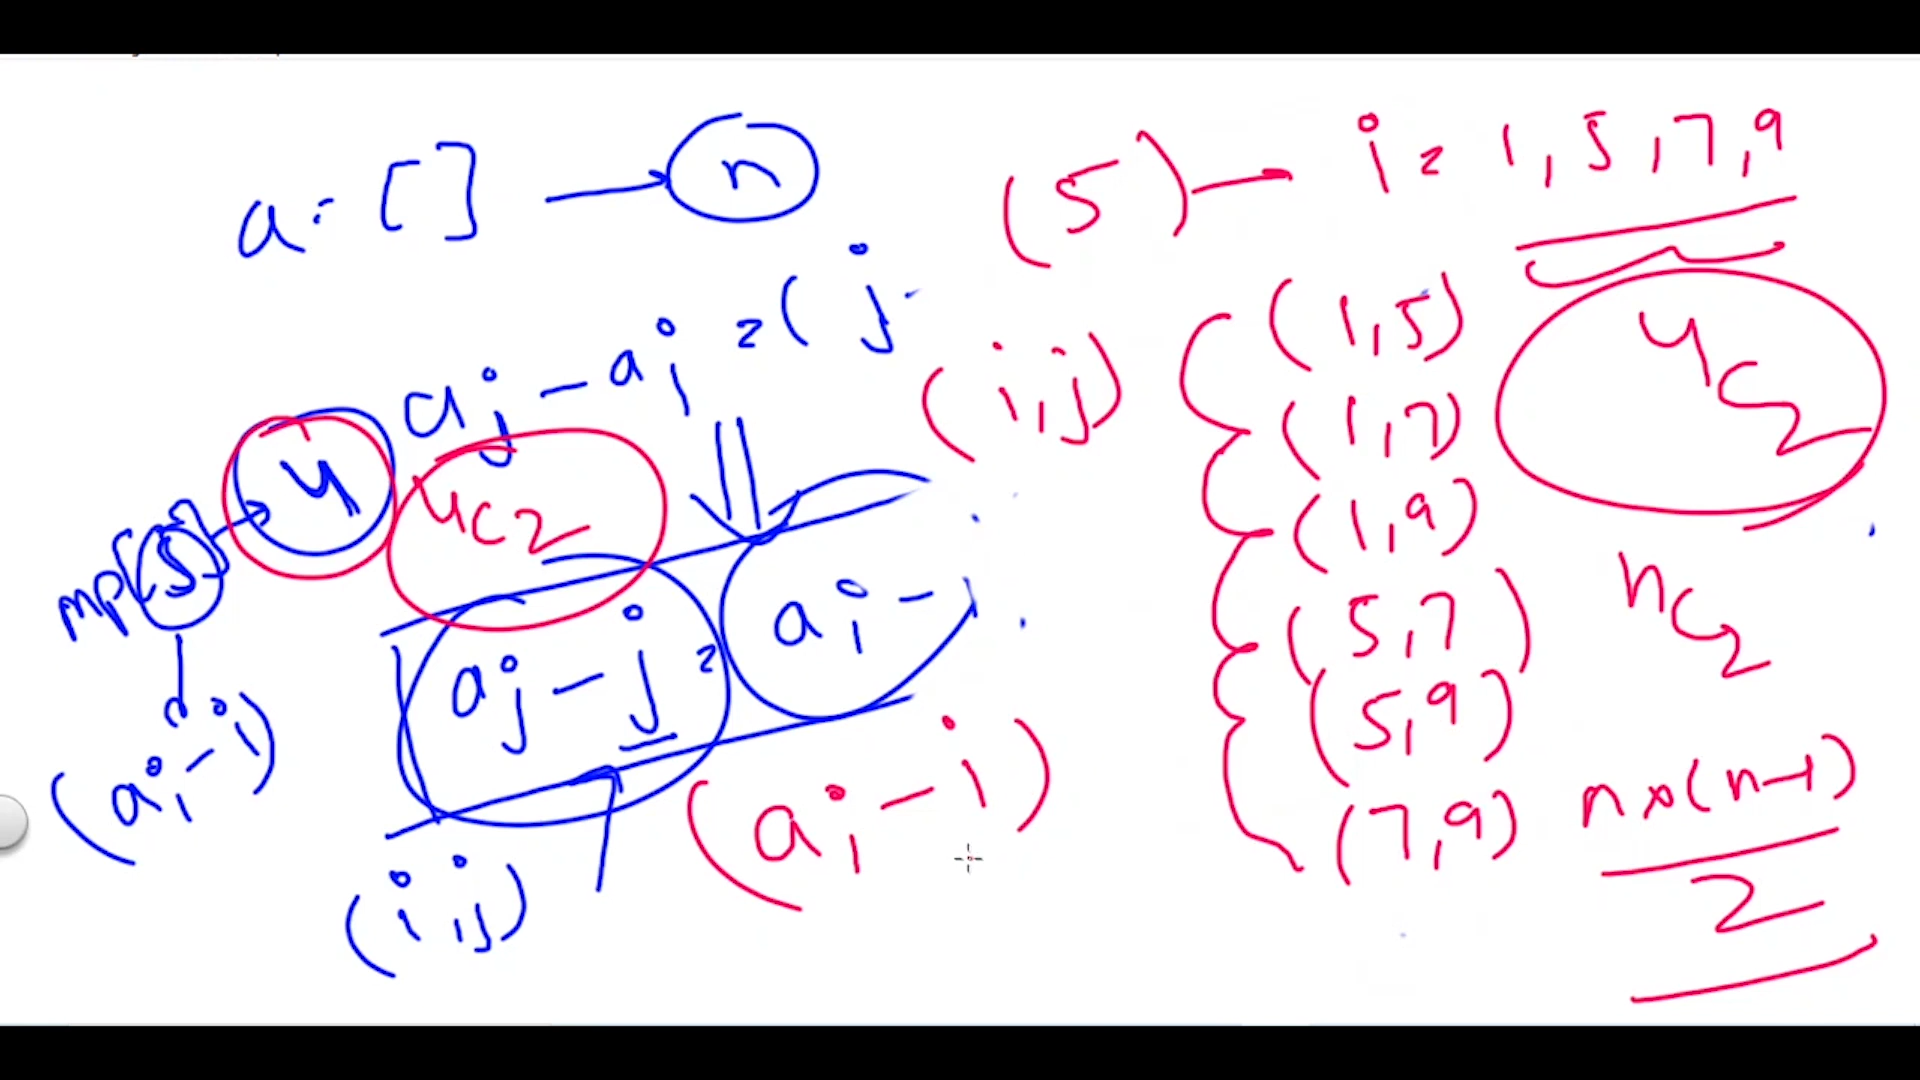 a = [] → n
(5) — i = 1, 5, 7, 9
aj - ai = (j -
(i, j)
(1, 5)
4C2
(1, 7)
(1, 9)
(5, 7)
(5, 9)
(7, 9)
nC2
n × (n-1)
2
mp[5] → 4
4C2
aj - j = ai - i
(ai - i)
(ai - i)
(i, j)